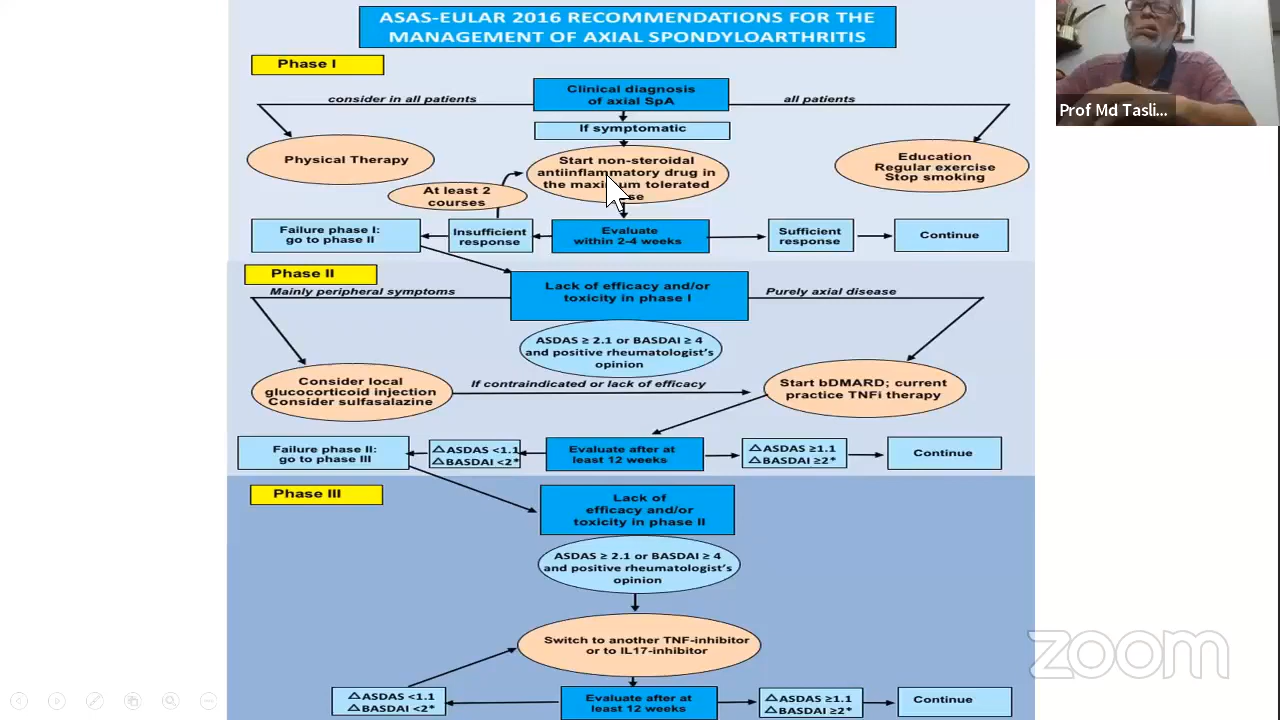 ASAS-EULAR 2016 RECOMMENDATIONS FOR THE
MANAGEMENT OF AXIAL SPONDYLOARTHRITIS
Phase I
Clinical diagnosis
of axial SpA
consider in all patients
all patients
If symptomatic
Physical Therapy
Start non-steroidal
antiinflammatory drug in
the maximum tolerated
Education
Regular exercise
Stop smoking
At least 2
courses
Failure phase I:
go to phase II
Insufficient
response
Evaluate
within 2-4 weeks
Sufficient
response
Continue
Phase II
Mainly peripheral symptoms
Lack of efficacy and/or
toxicity in phase I
Purely axial disease
ASDAS ≥ 2.1 or BASDAI ≥ 4
and positive rheumatologist's
opinion
Consider local
glucocorticoid injection
Consider sulfasalazine
If contraindicated or lack of efficacy
Start bDMARD; current
practice TNFi therapy
Failure phase II:
go to phase III
△ASDAS <1.1
△BASDAI <2*
Evaluate after at
least 12 weeks
△ASDAS ≥1.1
△BASDAI ≥2*
Continue
Phase III
Lack of
efficacy and/or
toxicity in phase II
ASDAS ≥ 2.1 or BASDAI ≥ 4
and positive rheumatologist's
opinion
Switch to another TNF-inhibitor
or to IL17-inhibitor
△ASDAS <1.1
△BASDAI <2*
Evaluate after at
least 12 weeks
△ASDAS ≥1.1
△BASDAI ≥2*
Continue
Prof Md Tasli...
zoom